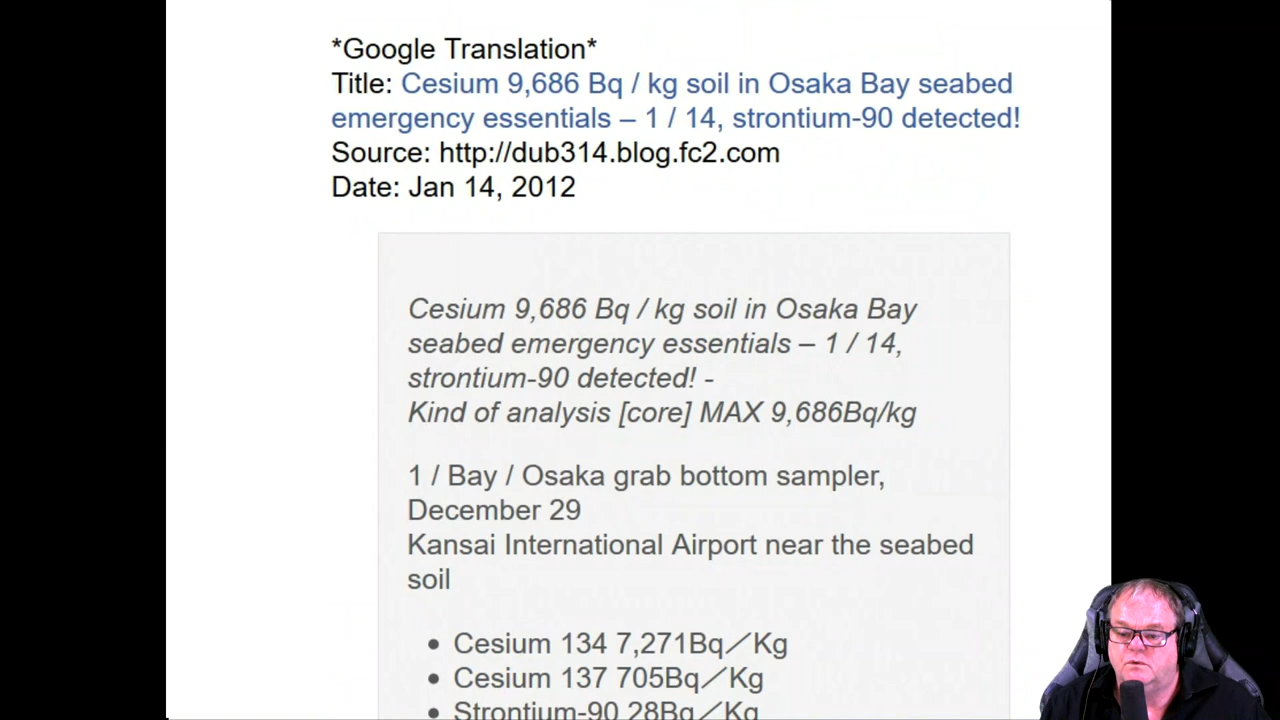 *Google Translation*
Title: Cesium 9,686 Bq / kg soil in Osaka Bay seabed
emergency essentials – 1 / 14, strontium-90 detected!
Source: http://dub314.blog.fc2.com
Date: Jan 14, 2012
Cesium 9,686 Bq / kg soil in Osaka Bay
seabed emergency essentials – 1 / 14,
strontium-90 detected! -
Kind of analysis [core] MAX 9,686Bq/kg
1 / Bay / Osaka grab bottom sampler,
December 29
Kansai International Airport near the seabed
soil
• Cesium 134 7,271Bq／Kg
• Cesium 137 705Bq／Kg
• Strontium-90 28Bq／Kg